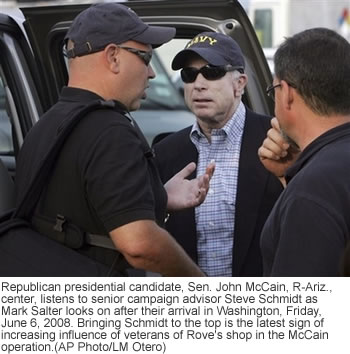 NAVY
Republican presidential candidate, Sen. John McCain, R-Ariz.,
center, listens to senior campaign advisor Steve Schmidt as
Mark Salter looks on after their arrival in Washington, Friday,
June 6, 2008. Bringing Schmidt to the top is the latest sign of
increasing influence of veterans of Rove's shop in the McCain
operation.(AP Photo/LM Otero)